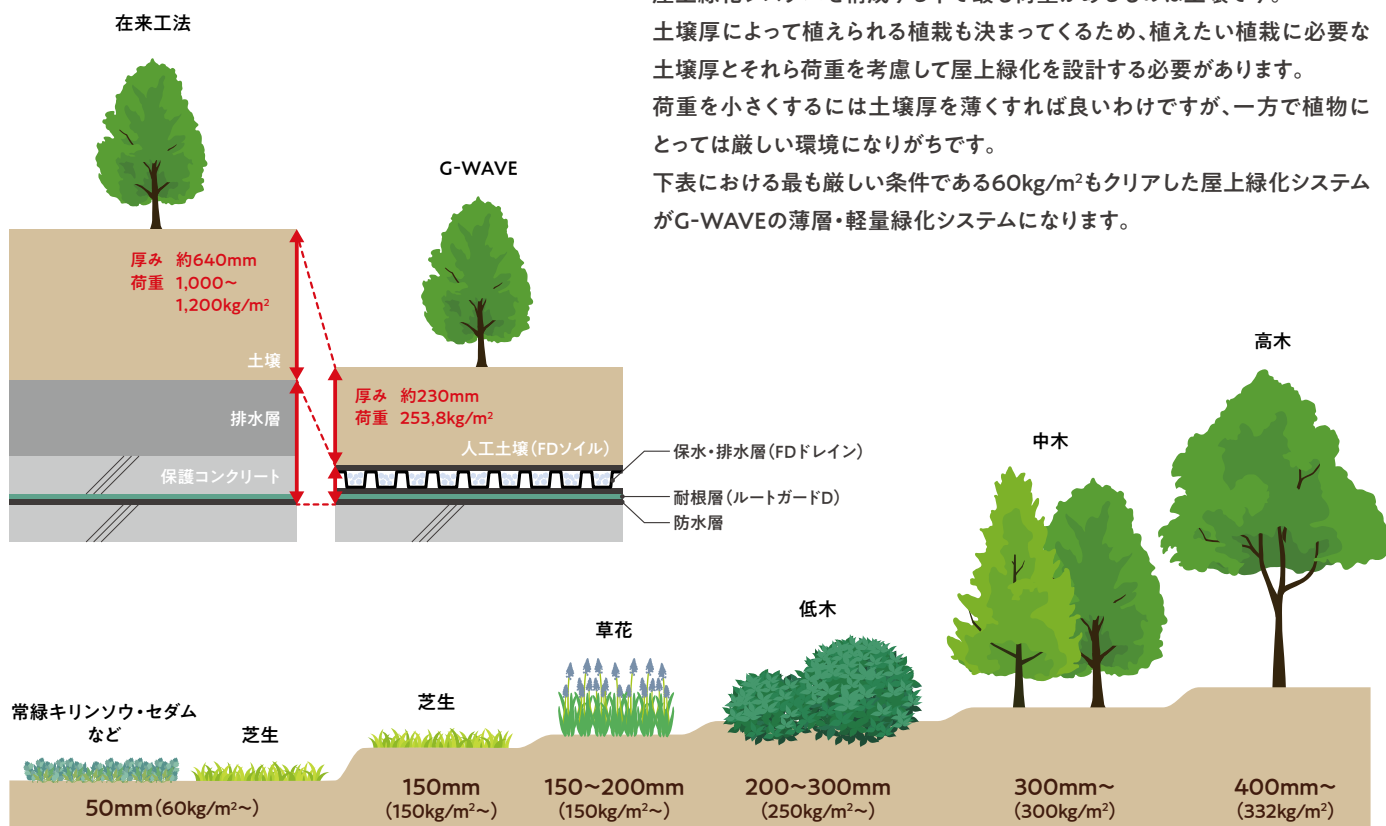 土壌厚によって植えられる植栽も決まってくるため、植えたい植栽に必要な
土壌厚とそれら荷重を考慮して屋上緑化を設計する必要があります。
荷重を小さくするには土壌厚を薄くすれば良いわけですが、一方で植物に
とっては厳しい環境になりがちです。
下表における最も厳しい条件である60kg/m²もクリアした屋上緑化システム
がG-WAVEの薄層・軽量緑化システムになります。
在来工法
厚み 約640mm
荷重 1,000～
1,200kg/m²
土壌
排水層
保護コンクリート
G-WAVE
厚み 約230mm
荷重 253,8kg/m²
人工土壌(FDソイル)
保水・排水層(FDドレイン)
耐根層(ルートガードD)
防水層
常緑キリンソウ・セダム
など
芝生
芝生
草花
低木
中木
高木
50mm(60kg/m²～)
150mm
(150kg/m²～)
150～200mm
(150kg/m²～)
200～300mm
(250kg/m²～)
300mm～
(300kg/m²)
400mm～
(332kg/m²)